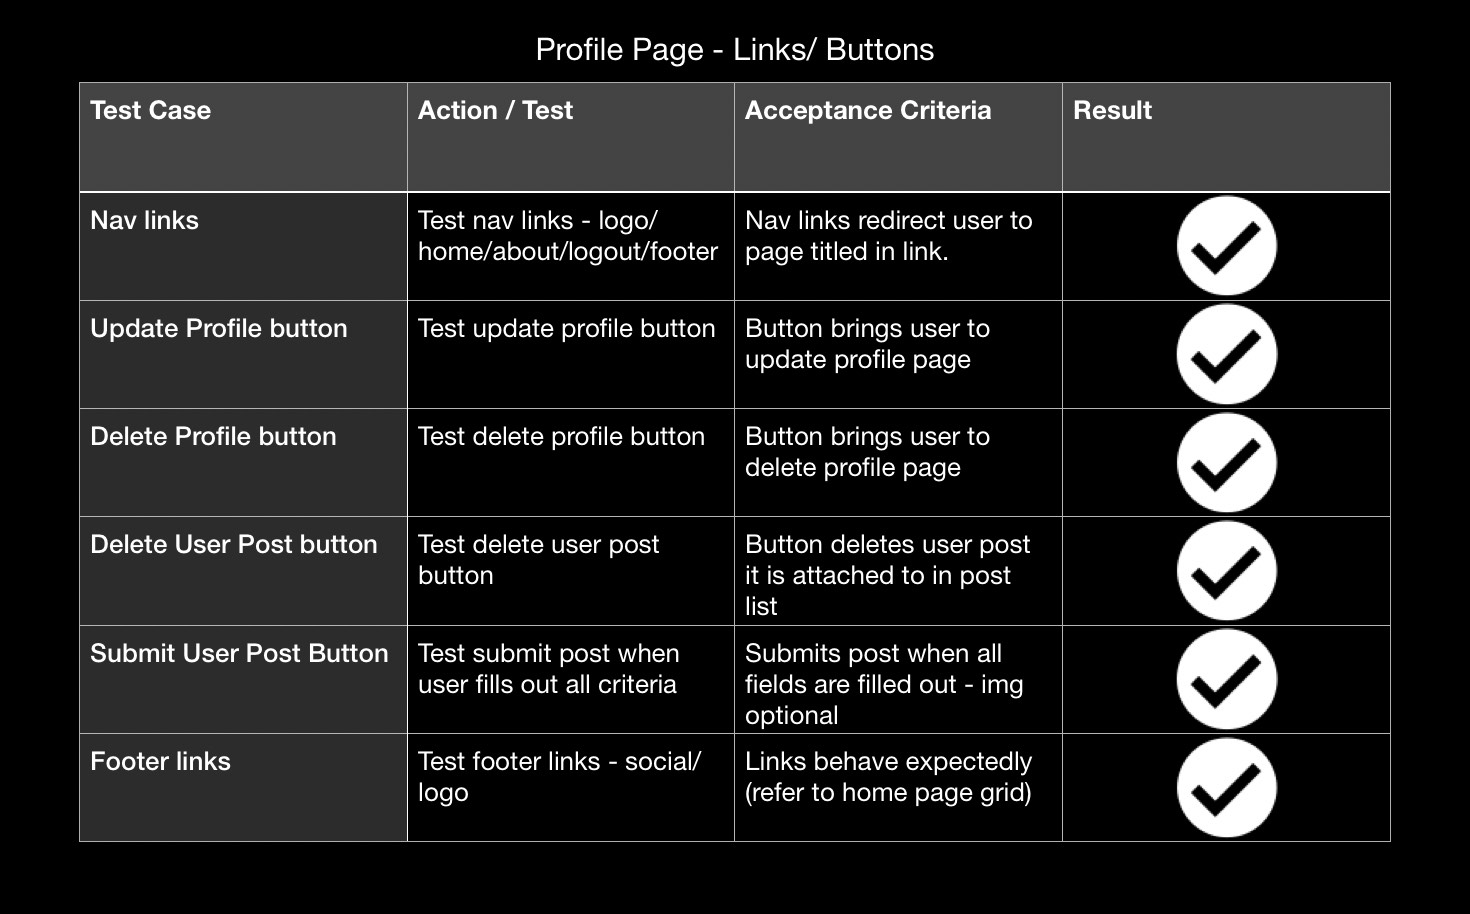 Profile Page - Links/ Buttons
Test Case
Action / Test
Acceptance Criteria
Result
Nav links
Test nav links - logo/
home/about/logout/footer
Nav links redirect user to
page titled in link.
Update Profile button
Test update profile button
Button brings user to
update profile page
Delete Profile button
Test delete profile button
Button brings user to
delete profile page
Delete User Post button
Test delete user post
button
Button deletes user post
it is attached to in post
list
Submit User Post Button
Test submit post when
user fills out all criteria
Submits post when all
fields are filled out - img
optional
Footer links
Test footer links - social/
logo
Links behave expectedly
(refer to home page grid)